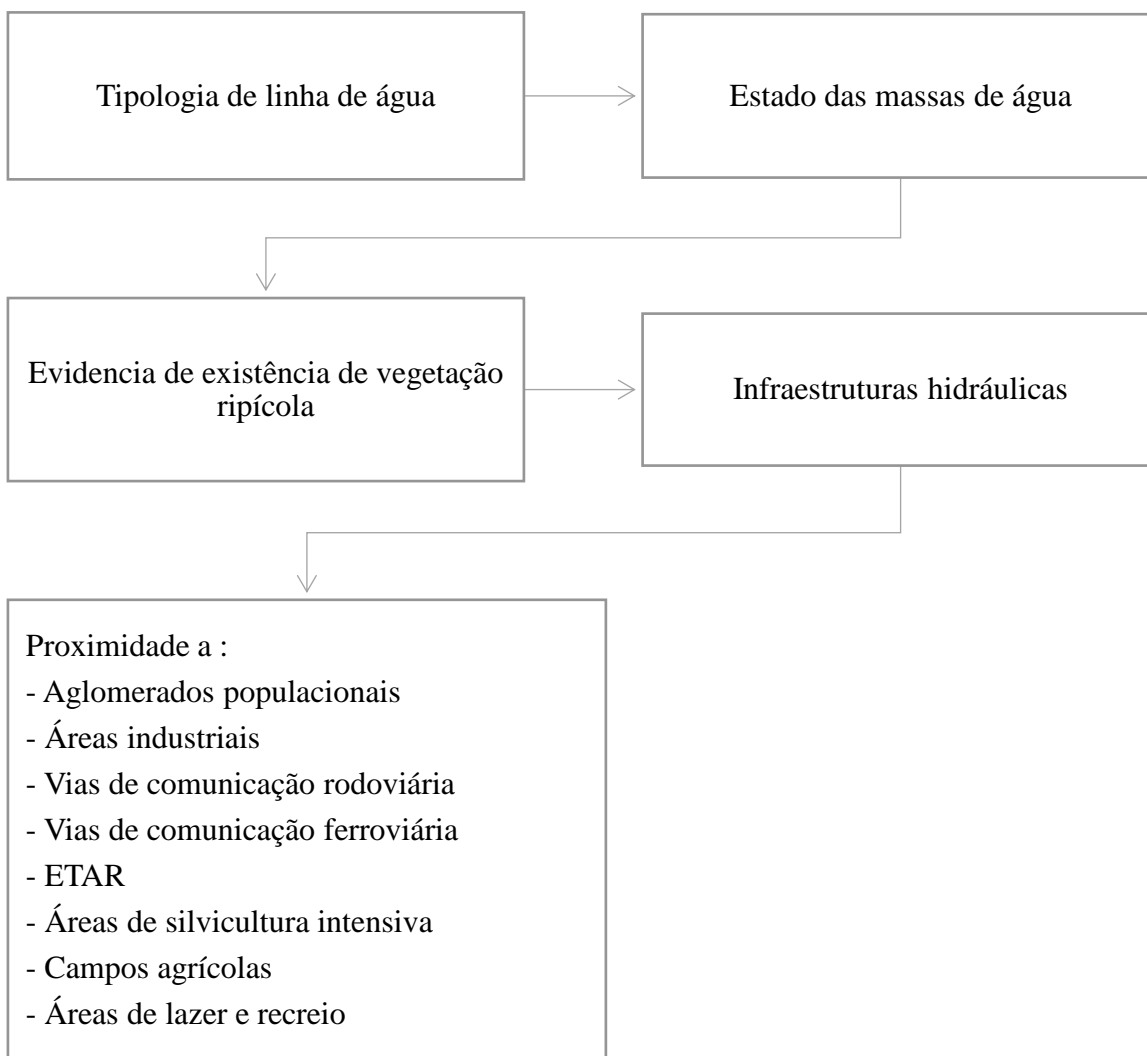 Tipologia de linha de água
Estado das massas de água
Evidencia de existência de vegetação
ripícola
Infraestruturas hidráulicas
Proximidade a :
- Aglomerados populacionais
- Áreas industriais
- Vias de comunicação rodoviária
- Vias de comunicação ferroviária
- ETAR
- Áreas de silvicultura intensiva
- Campos agrícolas
- Áreas de lazer e recreio